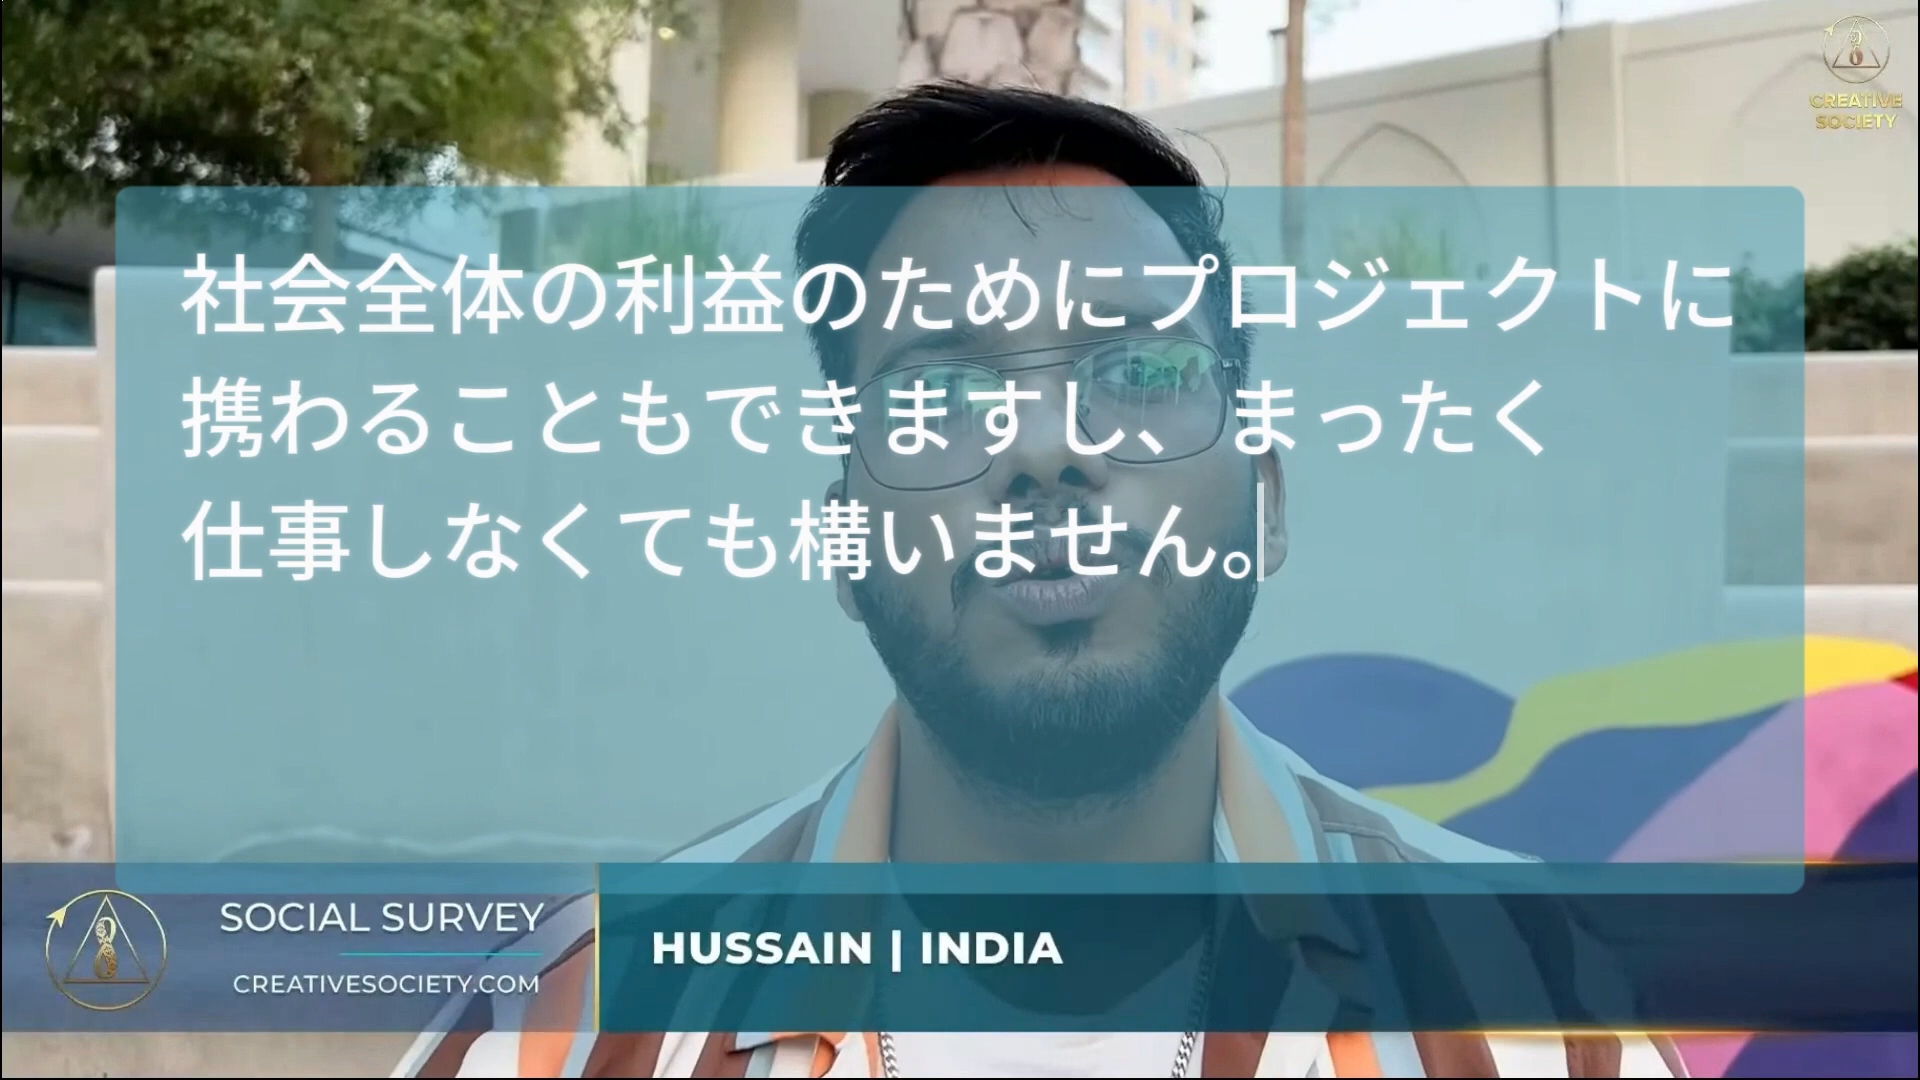 CREATIVE
SOCIETY
社会全体の利益のためにプロジェクトに
携わることもできますし、まったく
仕事しなくても構いません。
SOCIAL SURVEY
CREATIVESOCIETY.COM
HUSSAIN | INDIA